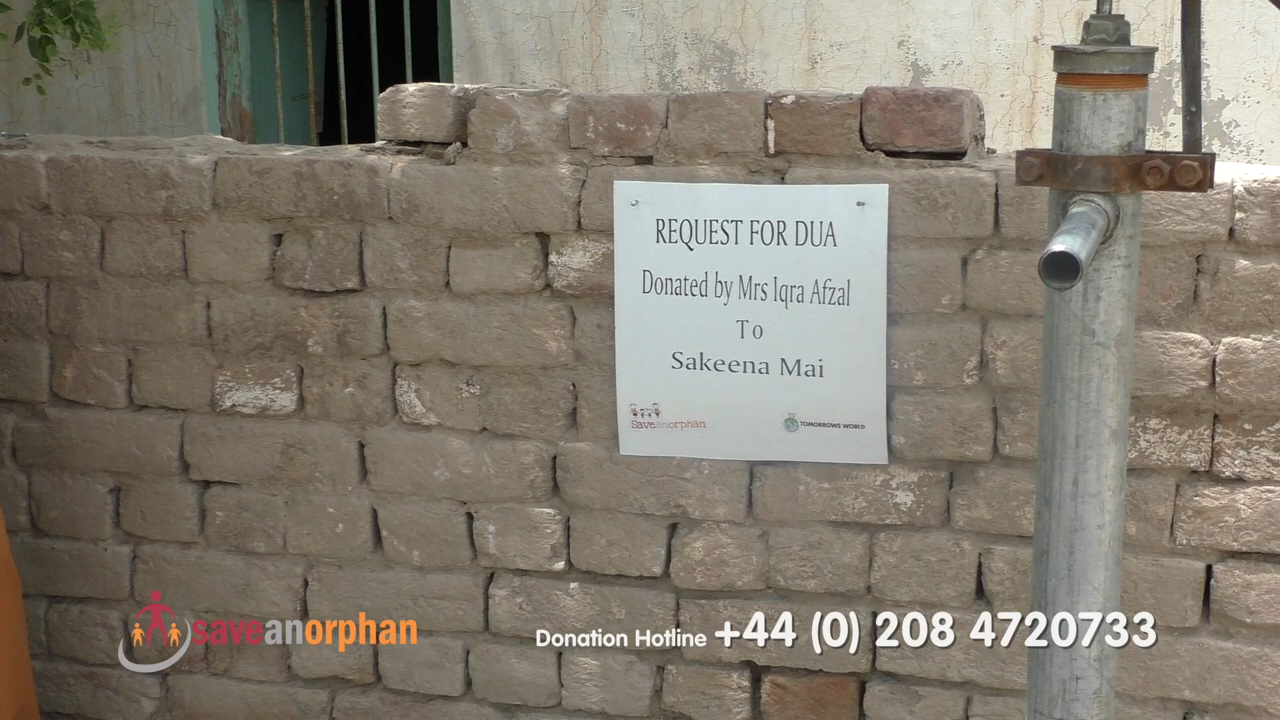 REQUEST FOR DUA
Donated by Mrs Iqra Afzal
To
Sakeena Mai
Saveanorphan
TOMORROWS WORLD
saveanorphan
Donation Hotline +44 (0) 208 4720733